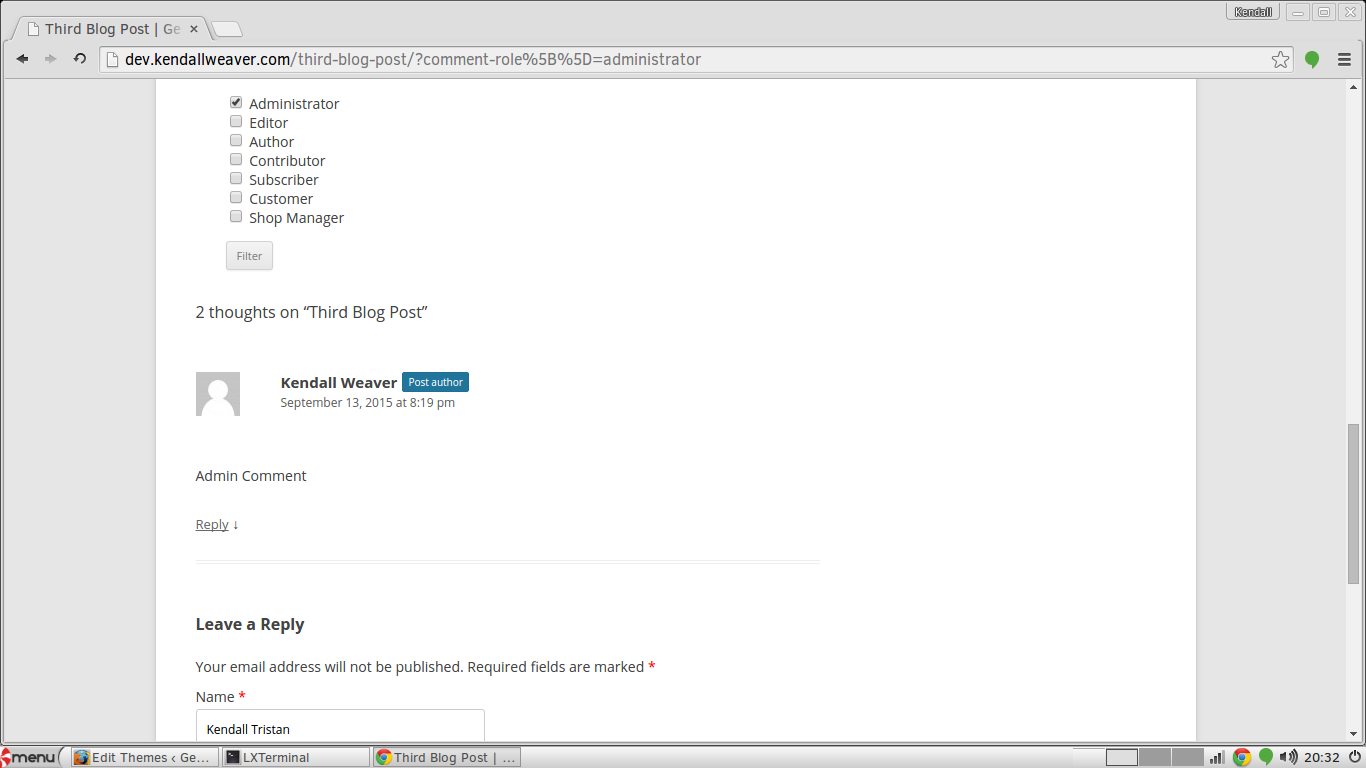 Kendall
Third Blog Post | Ge
dev.kendallweaver.com/third-blog-post/?comment-role%5B%5D=administrator
Administrator
Editor
Author
Contributor
Subscriber
Customer
Shop Manager
Filter
2 thoughts on “Third Blog Post”
Kendall Weaver Post author
September 13, 2015 at 8:19 pm
Admin Comment
Reply ↓
Leave a Reply
Your email address will not be published. Required fields are marked *
Name *
Kendall Tristan
menu Edit Themes ‹ Ge... LXTerminal Third Blog Post | ... 20:32